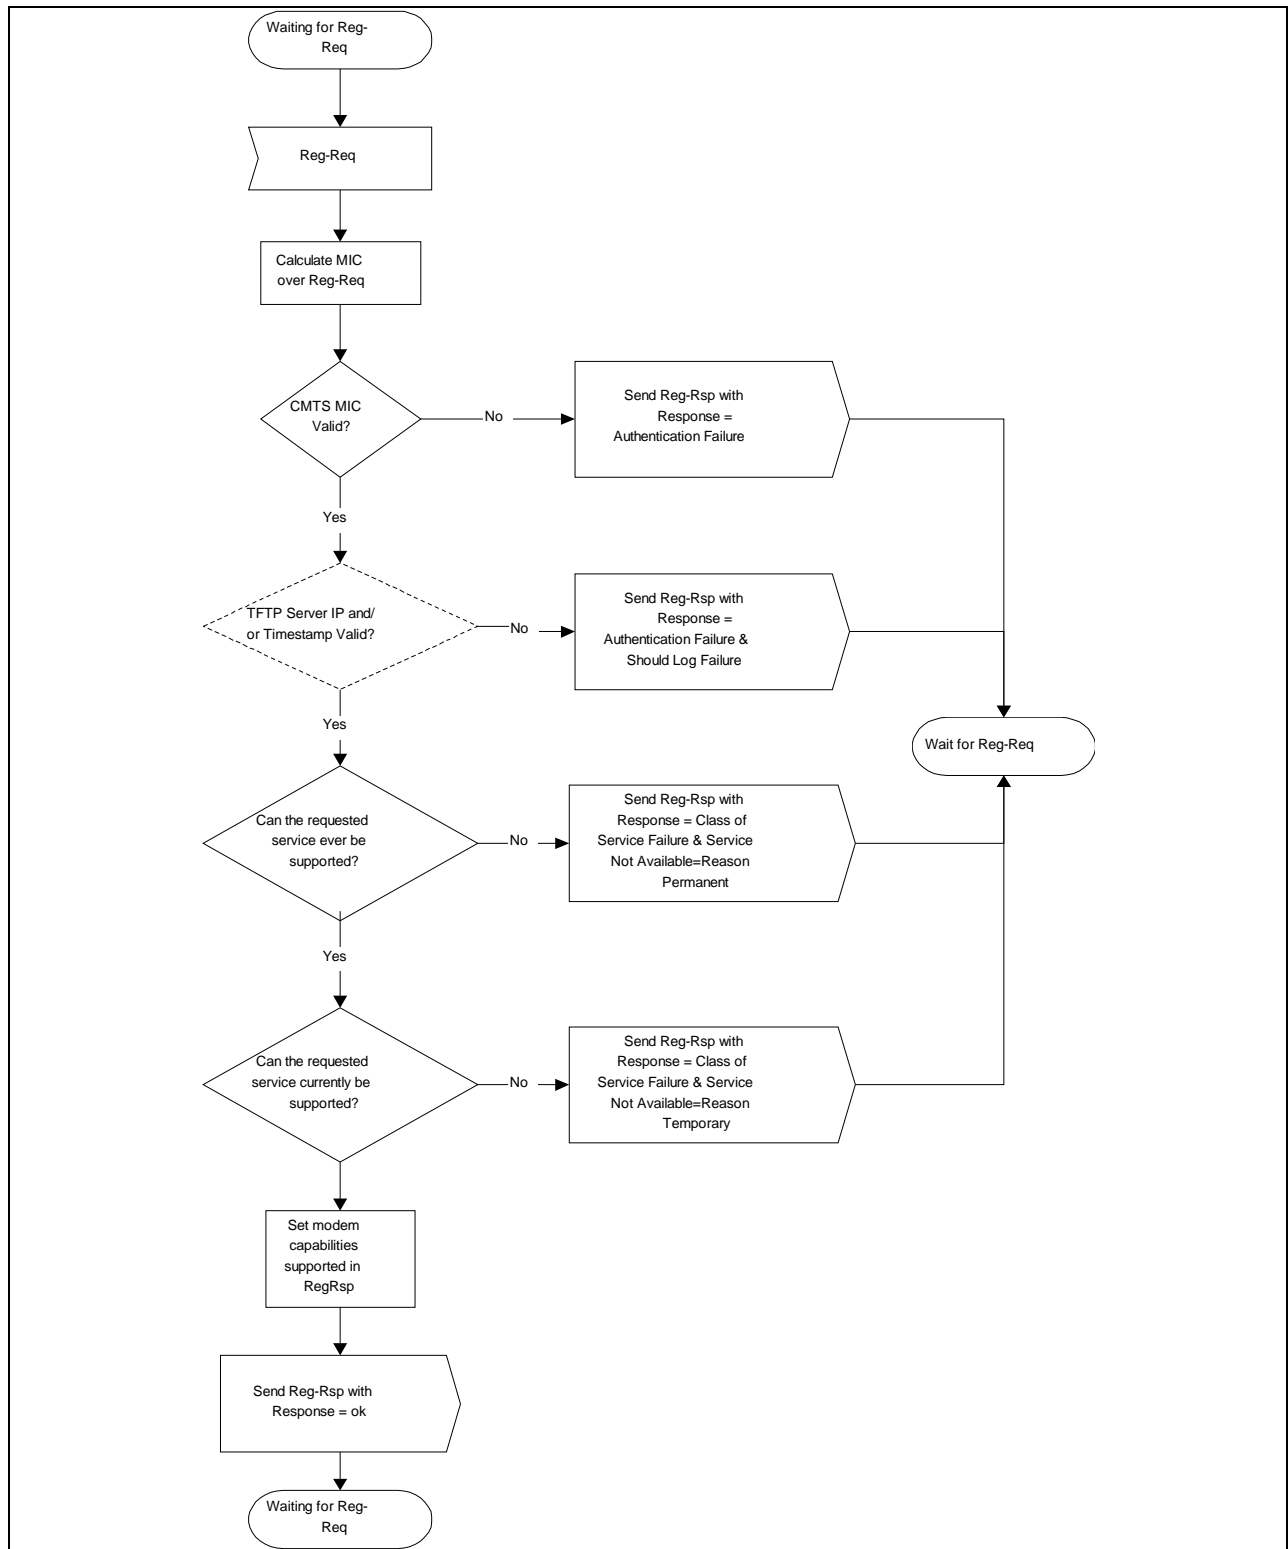 Waiting for Reg-
Req
Reg-Req
Calculate MIC
over Reg-Req
CMTS MIC
Valid?
No
Send Reg-Rsp with
Response =
Authentication Failure
Yes
TFTP Server IP and/
or Timestamp Valid?
No
Send Reg-Rsp with
Response =
Authentication Failure &
Should Log Failure
Yes
Wait for Reg-Req
Can the requested
service ever be
supported?
No
Send Reg-Rsp with
Response = Class of
Service Failure & Service
Not Available=Reason
Permanent
Yes
Can the requested
service currently be
supported?
No
Send Reg-Rsp with
Response = Class of
Service Failure & Service
Not Available=Reason
Temporary
Set modem
capabilities
supported in
RegRsp
Send Reg-Rsp with
Response = ok
Waiting for Reg-
Req